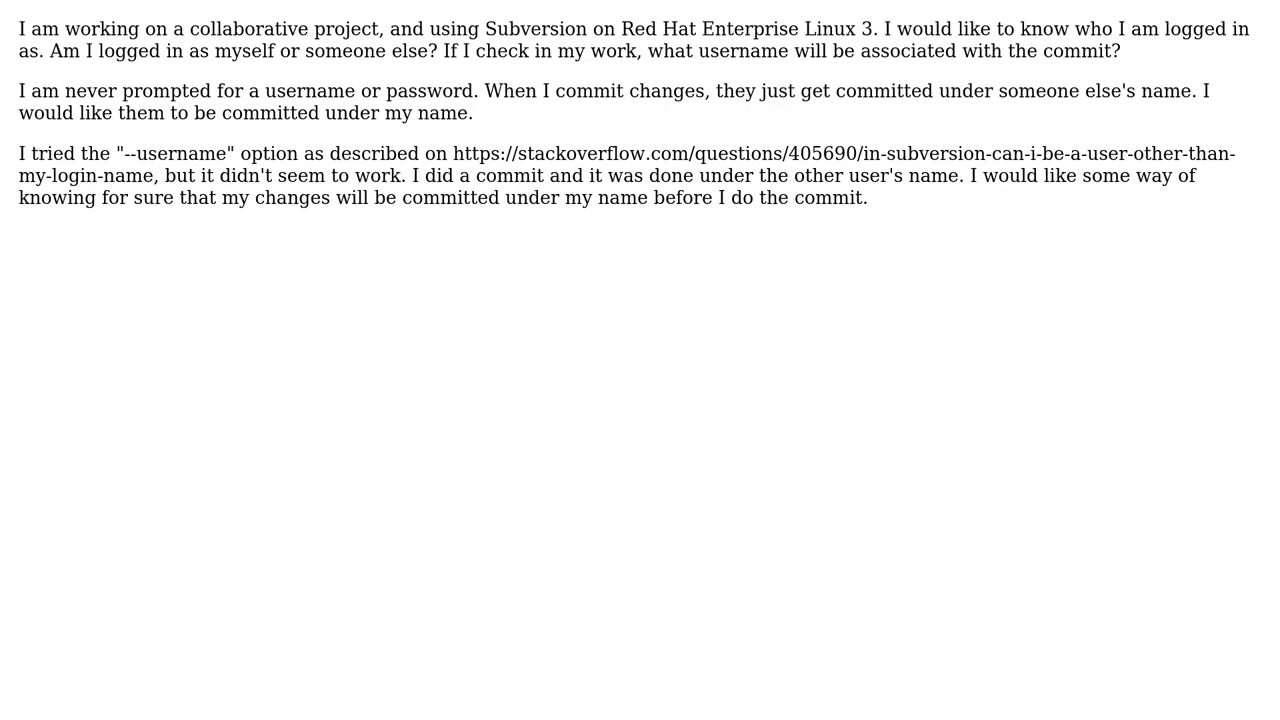 I am working on a collaborative project, and using Subversion on Red Hat Enterprise Linux 3. I would like to know who I am logged in
as. Am I logged in as myself or someone else? If I check in my work, what username will be associated with the commit?
I am never prompted for a username or password. When I commit changes, they just get committed under someone else's name. I
would like them to be committed under my name.
I tried the "--username" option as described on https://stackoverflow.com/questions/405690/in-subversion-can-i-be-a-user-other-than-
my-login-name, but it didn't seem to work. I did a commit and it was done under the other user's name. I would like some way of
knowing for sure that my changes will be committed under my name before I do the commit.